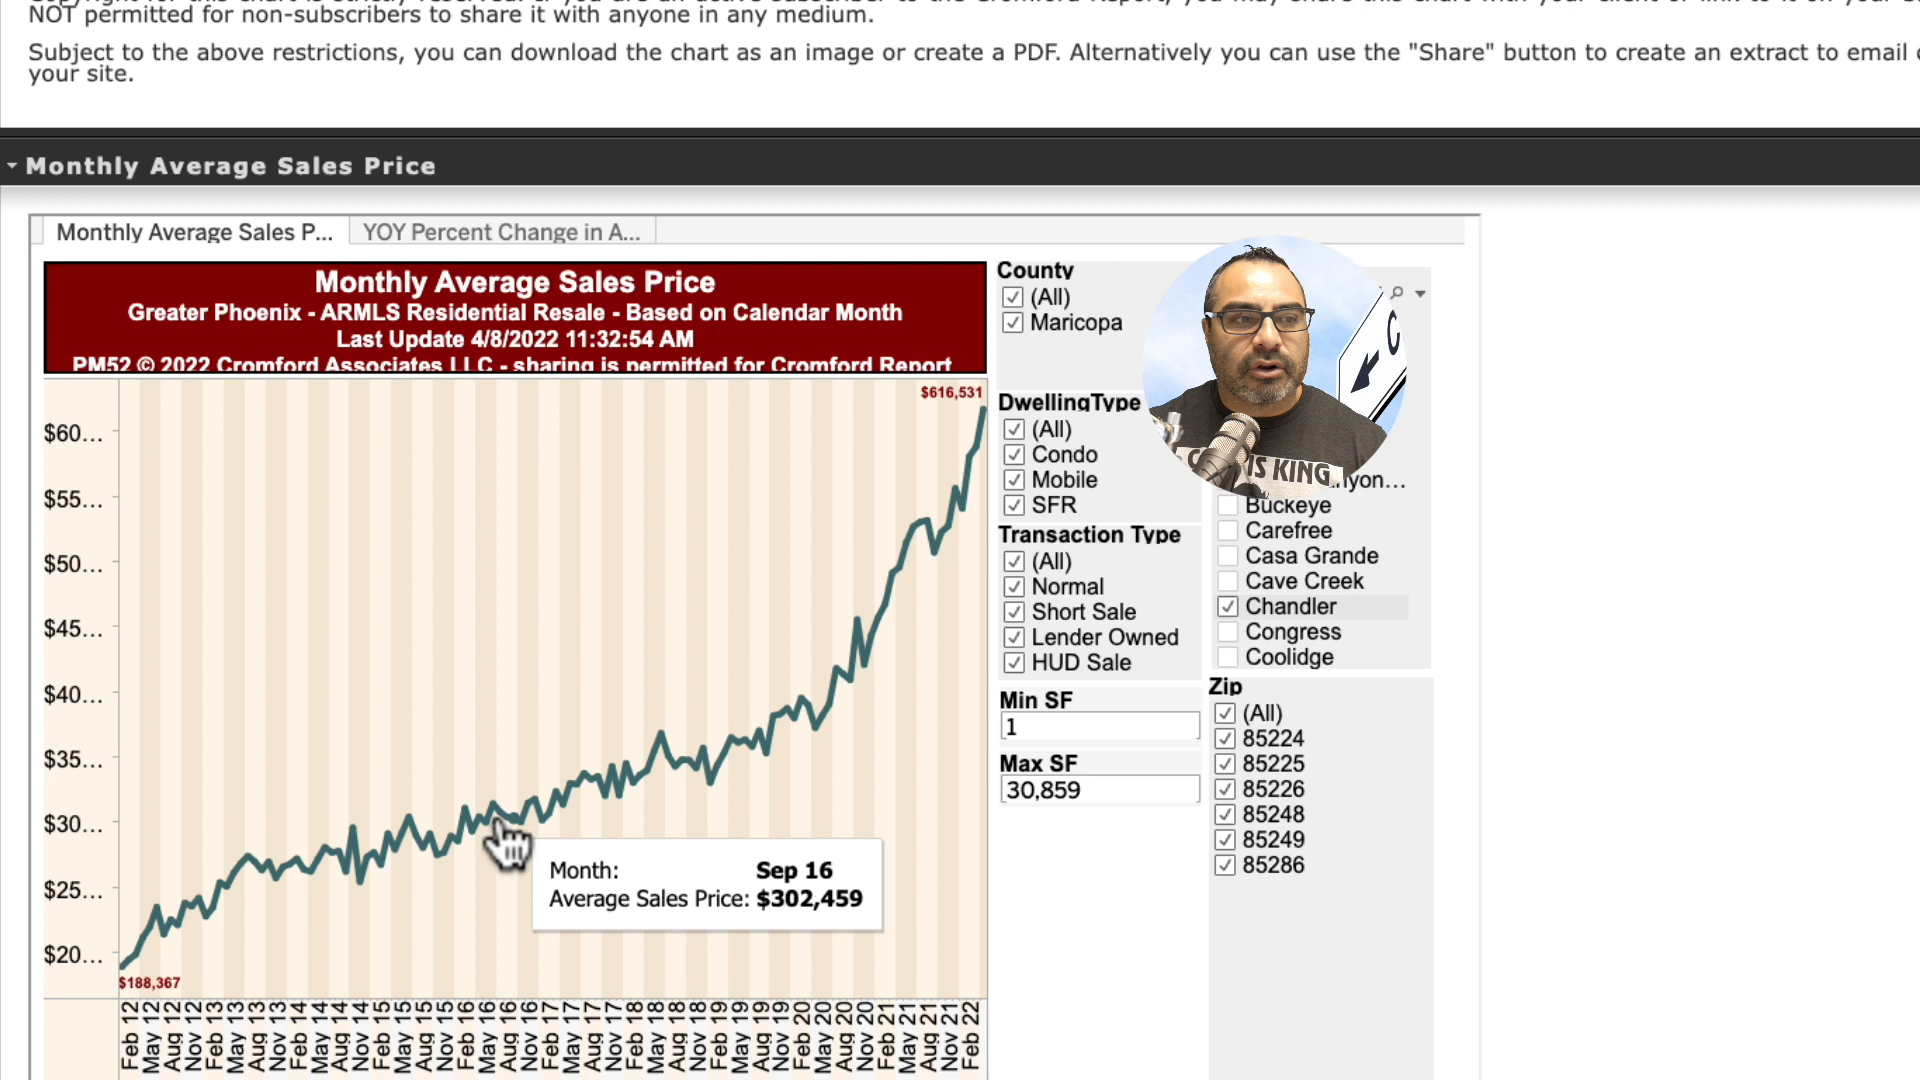 NOT permitted for non-subscribers to share it with anyone in any medium.
Subject to the above restrictions, you can download the chart as an image or create a PDF. Alternatively you can use the "Share" button to create an extract to email
your site.
Monthly Average Sales Price
Monthly Average Sales P...
YOY Percent Change in A...
Monthly Average Sales Price
Greater Phoenix - ARMLS Residential Resale - Based on Calendar Month
Last Update 4/8/2022 11:32:54 AM
PM52 © 2022 Cromford Associates LLC - sharing is permitted for Cromford Report
$616,531
$60...
$55...
$50...
$45...
$40...
$35...
$30...
$25...
$20...
$188,367
Month: Sep 16
Average Sales Price: $302,459
Feb 12
May 12
Aug 12
Nov 12
Feb 13
May 13
Aug 13
Nov 13
Feb 14
May 14
Aug 14
Nov 14
Feb 15
May 15
Aug 15
Nov 15
Feb 16
May 16
Aug 16
Nov 16
Feb 17
May 17
Aug 17
Nov 17
Feb 18
May 18
Aug 18
Nov 18
Feb 19
May 19
Aug 19
Nov 19
Feb 20
May 20
Aug 20
Nov 20
Feb 21
May 21
Aug 21
Nov 21
Feb 22
County
(All)
Maricopa
DwellingType
(All)
Condo
Mobile
SFR
Transaction Type
(All)
Normal
Short Sale
Lender Owned
HUD Sale
Min SF
1
Max SF
30,859
C
IS KING
nyon...
Buckeye
Carefree
Casa Grande
Cave Creek
Chandler
Congress
Coolidge
Zip
(All)
85224
85225
85226
85248
85249
85286